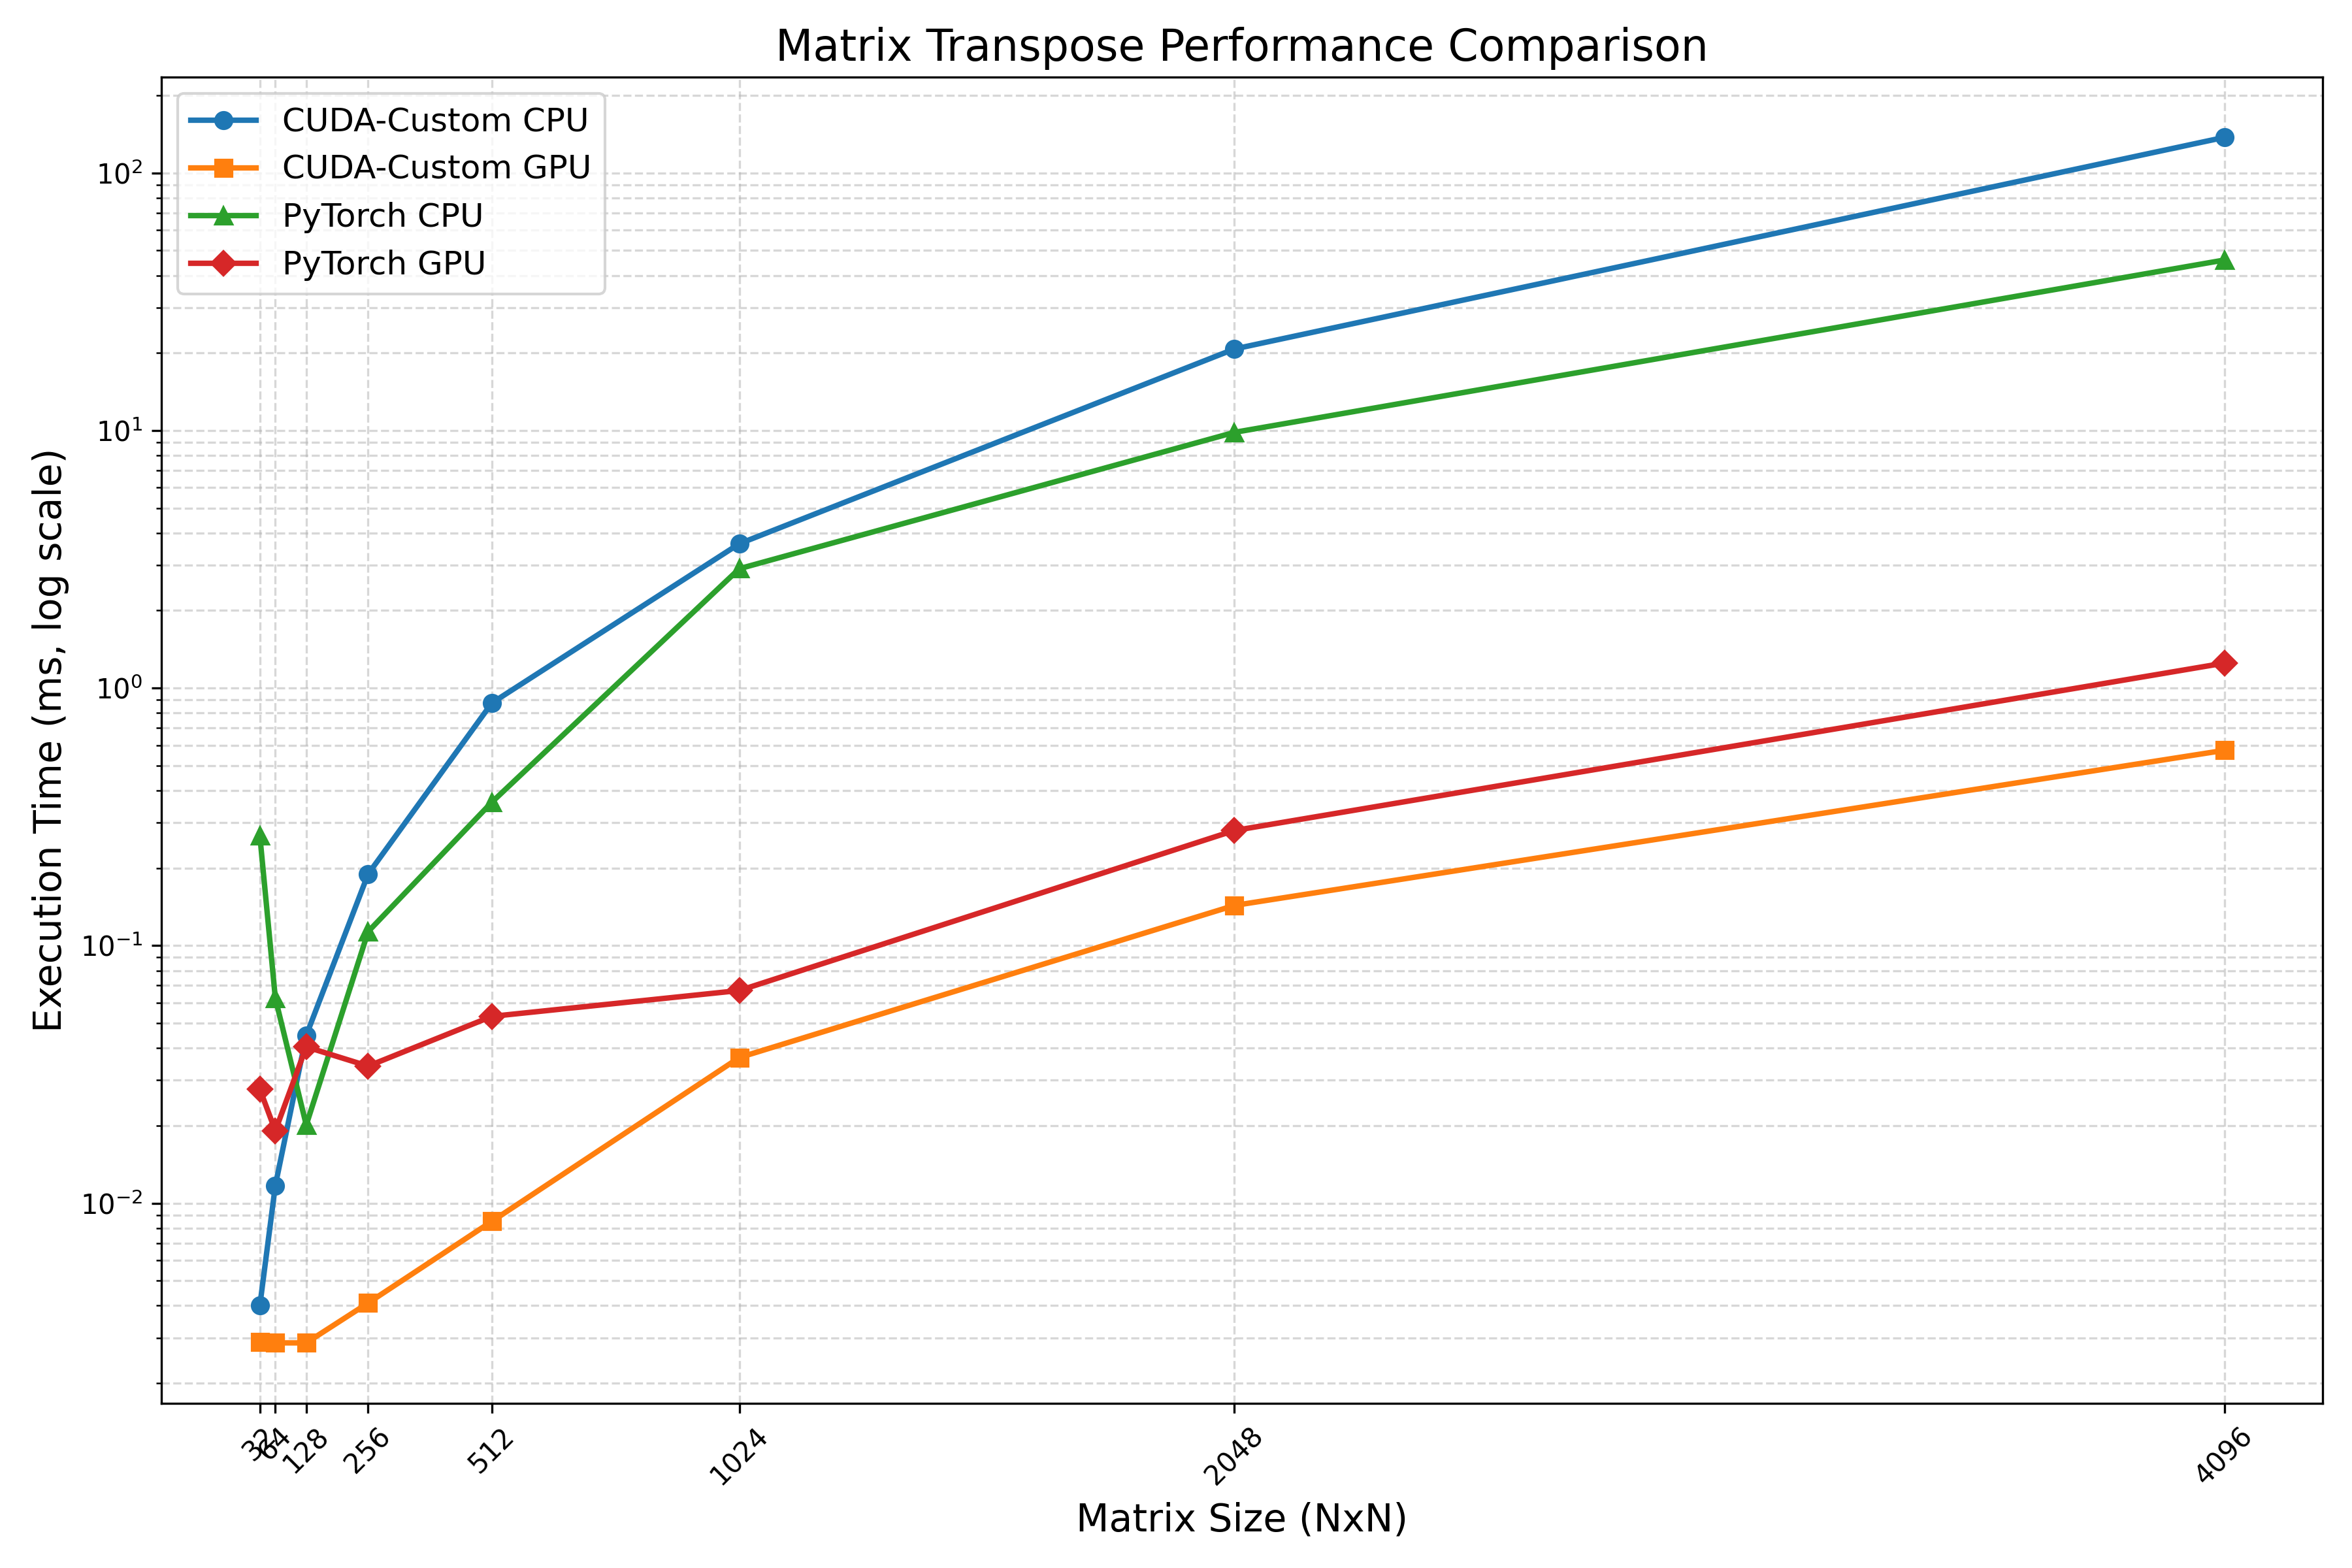 Matrix Transpose Performance Comparison
CUDA-Custom CPU
CUDA-Custom GPU
PyTorch CPU
PyTorch GPU
Execution Time (ms, log scale)
10²
10¹
10⁰
10⁻¹
10⁻²
32
64
128
256
512
1024
2048
4096
Matrix Size (NxN)